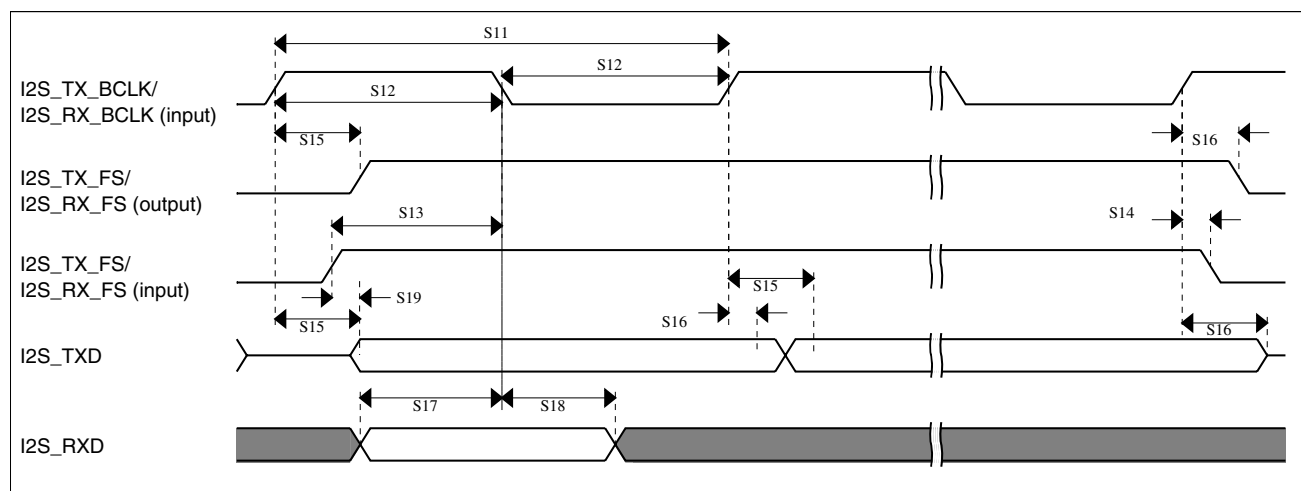 S11
S12
I2S_TX_BCLK/
I2S_RX_BCLK (input)
S12
S15
S16
I2S_TX_FS/
I2S_RX_FS (output)
S13
S14
I2S_TX_FS/
I2S_RX_FS (input)
S15
S19
S15
S16
S16
I2S_TXD
S17
S18
I2S_RXD